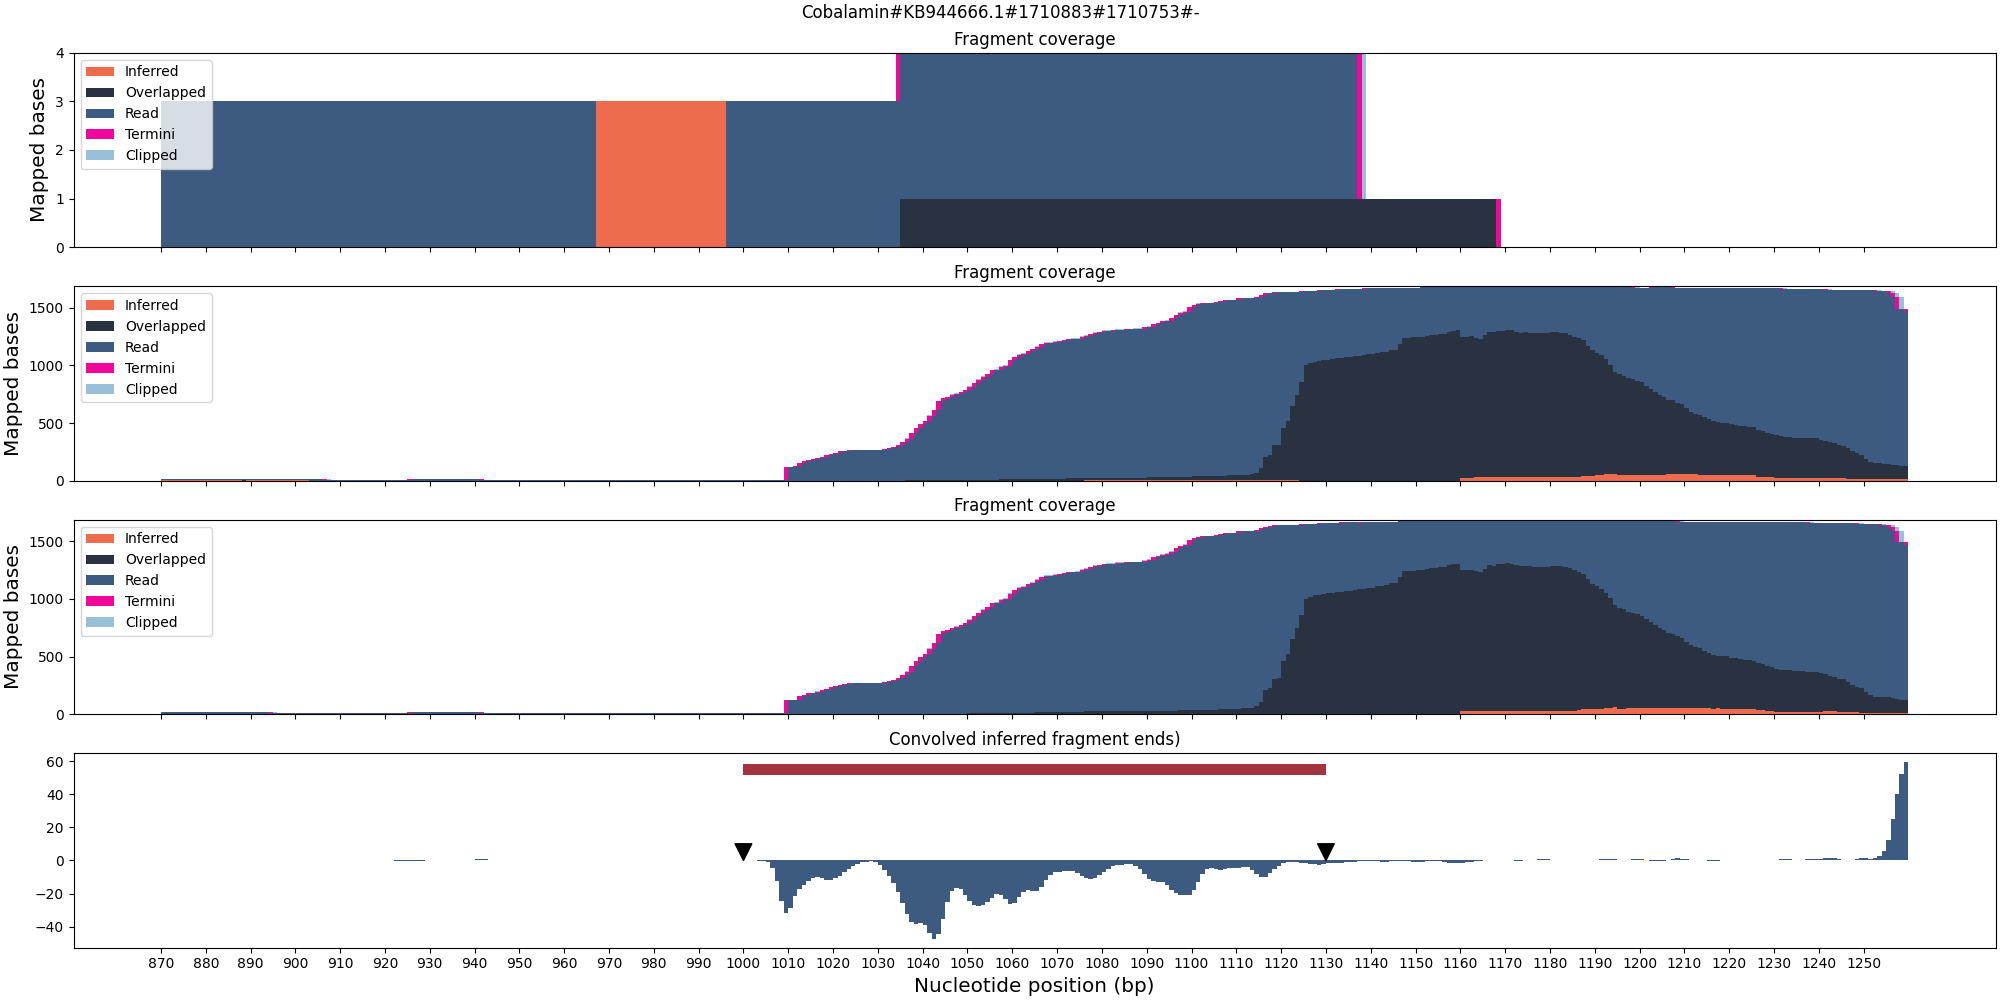 Cobalamin#KB944666.1#1710883#1710753#-
Fragment coverage
Mapped bases
4
3
2
1
0
Inferred
Overlapped
Read
Termini
Clipped
Fragment coverage
Mapped bases
1500
1000
500
0
Inferred
Overlapped
Read
Termini
Clipped
Fragment coverage
Mapped bases
1500
1000
500
0
Inferred
Overlapped
Read
Termini
Clipped
Convolved inferred fragment ends)
60
40
20
0
−20
−40
870 880 890 900 910 920 930 940 950 960 970 980 990 1000 1010 1020 1030 1040 1050 1060 1070 1080 1090 1100 1110 1120 1130 1140 1150 1160 1170 1180 1190 1200 1210 1220 1230 1240 1250
Nucleotide position (bp)